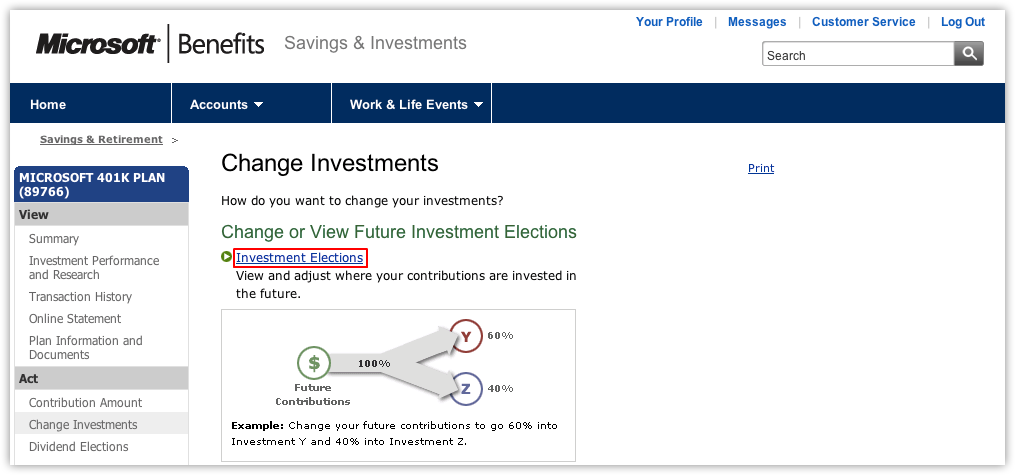 Your Profile | Messages | Customer Service | Log Out
Microsoft® | Benefits Savings & Investments
Search
Home Accounts Work & Life Events
Savings & Retirement >
MICROSOFT 401K PLAN
(89766)
View
Summary
Investment Performance
and Research
Transaction History
Online Statement
Plan Information and
Documents
Act
Contribution Amount
Change Investments
Dividend Elections
Change Investments
Print
How do you want to change your investments?
Change or View Future Investment Elections
Investment Elections
View and adjust where your contributions are invested in
the future.
Y 60%
$ 100%
Future
Contributions
Z 40%
Example: Change your future contributions to go 60% into
Investment Y and 40% into Investment Z.